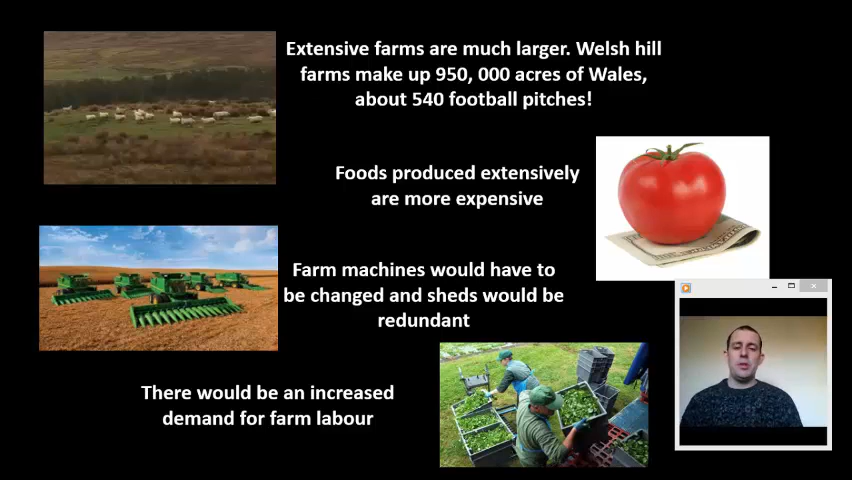 Extensive farms are much larger. Welsh hill
farms make up 950, 000 acres of Wales,
about 540 football pitches!
Foods produced extensively
are more expensive
Farm machines would have to
be changed and sheds would be
redundant
There would be an increased
demand for farm labour